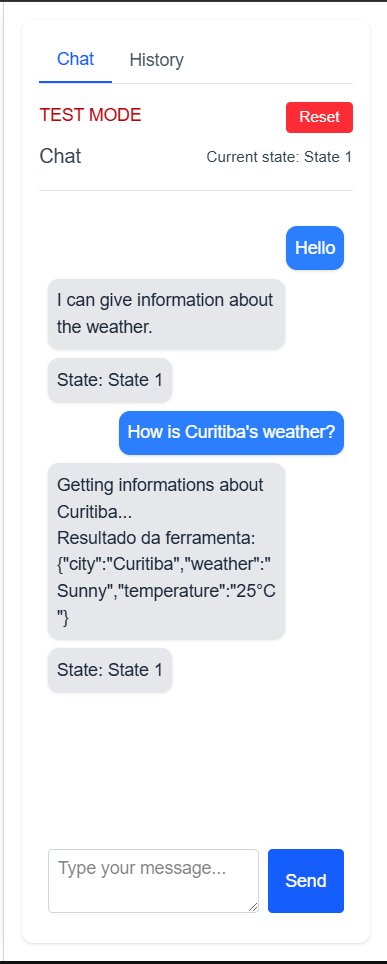 Chat History
TEST MODE Reset
Chat Current state: State 1
Hello
I can give information about
the weather.
State: State 1
How is Curitiba's weather?
Getting informations about
Curitiba...
Resultado da ferramenta:
{"city":"Curitiba","weather":"
Sunny","temperature":"25°C
"}
State: State 1
Type your message... Send